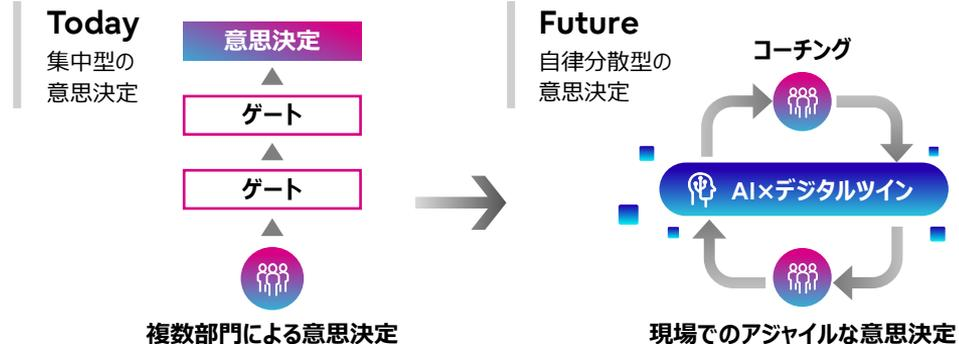 Today
集中型の
意思決定
意思決定
ゲート
ゲート
複数部門による意思決定
Future
自律分散型の
意思決定
コーチング
AI×デジタルツイン
現場でのアジャイルな意思決定